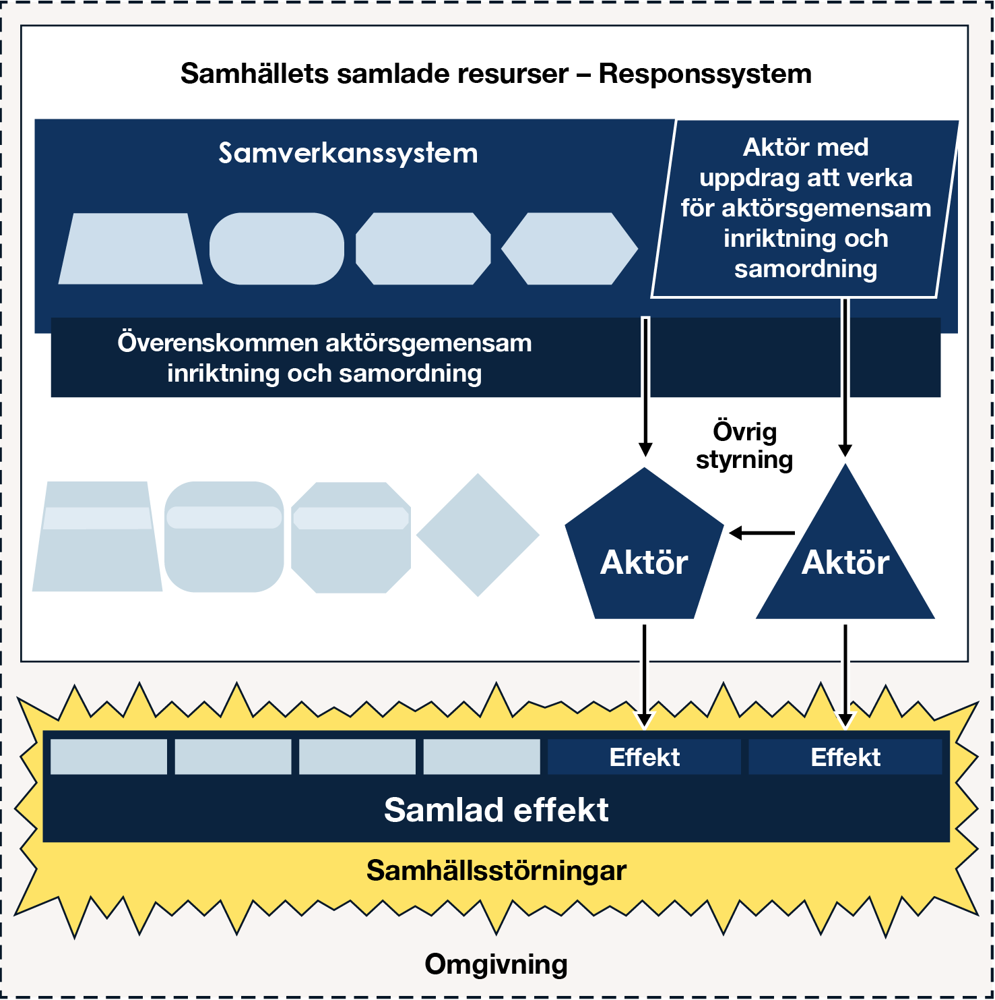 Samhällets samlade resurser – Responssystem
Samverkanssystem
Aktör med
uppdrag att verka
för aktörsgemensam
inriktning och
samordning
Överenskommen aktörsgemensam
inriktning och samordning
Övrig
styrning
Aktör
Aktör
Effekt
Effekt
Samlad effekt
Samhällsstörningar
Omgivning